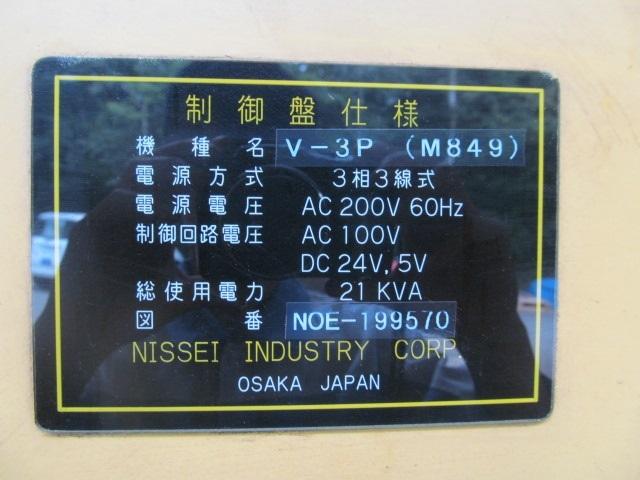 制御盤仕様
機種名 V-3P (M849)
電源方式 3相3線式
電源電圧 AC 200V 60Hz
制御回路電圧 AC 100V
DC 24V, 5V
総使用電力 21 KVA
図番 NOE-199570
NISSEI INDUSTRY CORP
OSAKA JAPAN